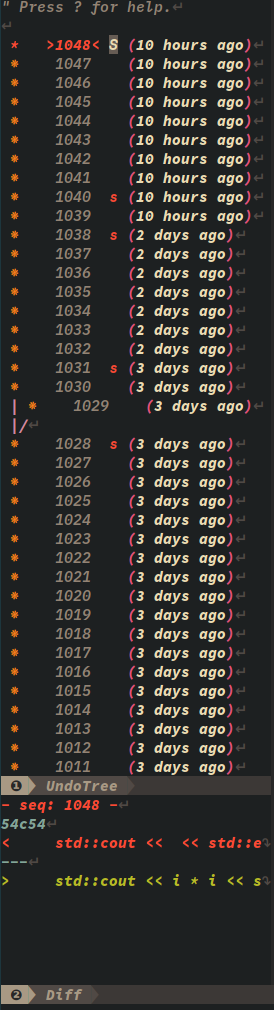 " Press ? for help.↵
↵
*   >1048< S (10 hours ago)↵
*    1047    (10 hours ago)↵
*    1046    (10 hours ago)↵
*    1045    (10 hours ago)↵
*    1044    (10 hours ago)↵
*    1043    (10 hours ago)↵
*    1042    (10 hours ago)↵
*    1041    (10 hours ago)↵
*    1040  s (10 hours ago)↵
*    1039    (10 hours ago)↵
*    1038  s (2 days ago)↵
*    1037    (2 days ago)↵
*    1036    (2 days ago)↵
*    1035    (2 days ago)↵
*    1034    (2 days ago)↵
*    1033    (2 days ago)↵
*    1032    (2 days ago)↵
*    1031  s (3 days ago)↵
*    1030    (3 days ago)↵
| *    1029    (3 days ago)↵
|/↵
*    1028  s (3 days ago)↵
*    1027    (3 days ago)↵
*    1026    (3 days ago)↵
*    1025    (3 days ago)↵
*    1024    (3 days ago)↵
*    1023    (3 days ago)↵
*    1022    (3 days ago)↵
*    1021    (3 days ago)↵
*    1020    (3 days ago)↵
*    1019    (3 days ago)↵
*    1018    (3 days ago)↵
*    1017    (3 days ago)↵
*    1016    (3 days ago)↵
*    1015    (3 days ago)↵
*    1014    (3 days ago)↵
*    1013    (3 days ago)↵
*    1012    (3 days ago)↵
*    1011    (3 days ago)↵
❶ UndoTree
- seq: 1048 -↵
54c54↵
<     std::cout <<  << std::e
---↵
>     std::cout << i * i << s
❷ Diff